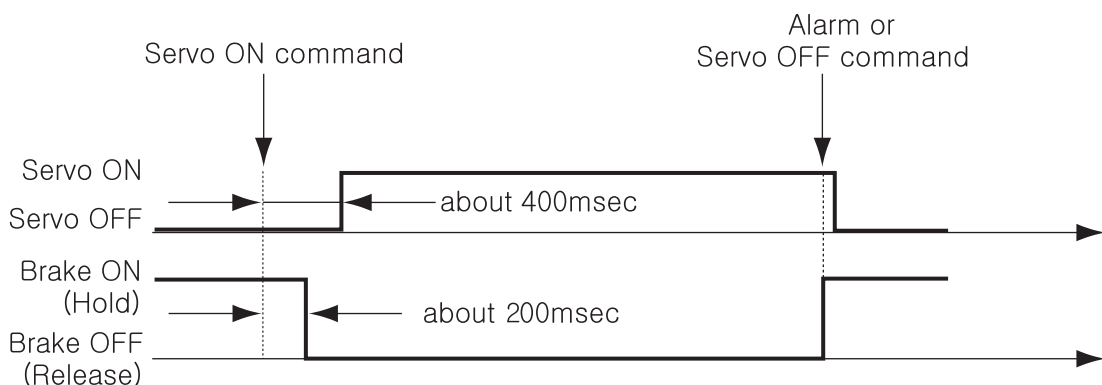 Alarm or
Servo ON command
Servo OFF command
Servo ON
about 400msec
Servo OFF
Brake ON
(Hold)
about 200msec
Brake OFF
(Release)